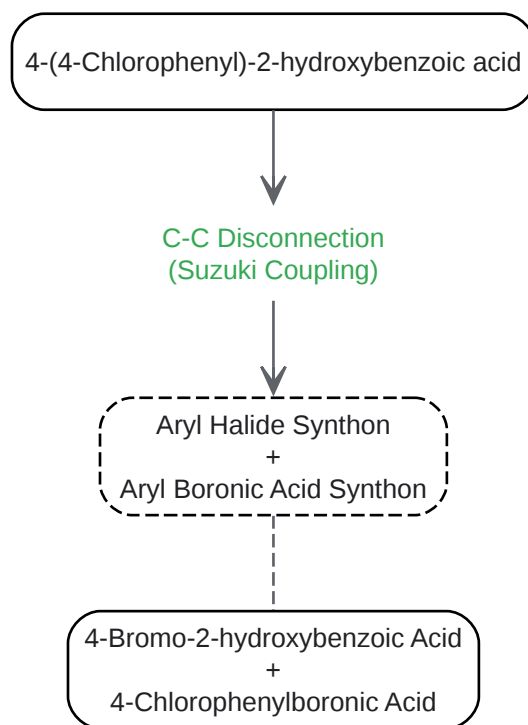 4-(4-Chlorophenyl)-2-hydroxybenzoic acid
C-C Disconnection
(Suzuki Coupling)
Aryl Halide Synthon
+
Aryl Boronic Acid Synthon
4-Bromo-2-hydroxybenzoic Acid
+
4-Chlorophenylboronic Acid